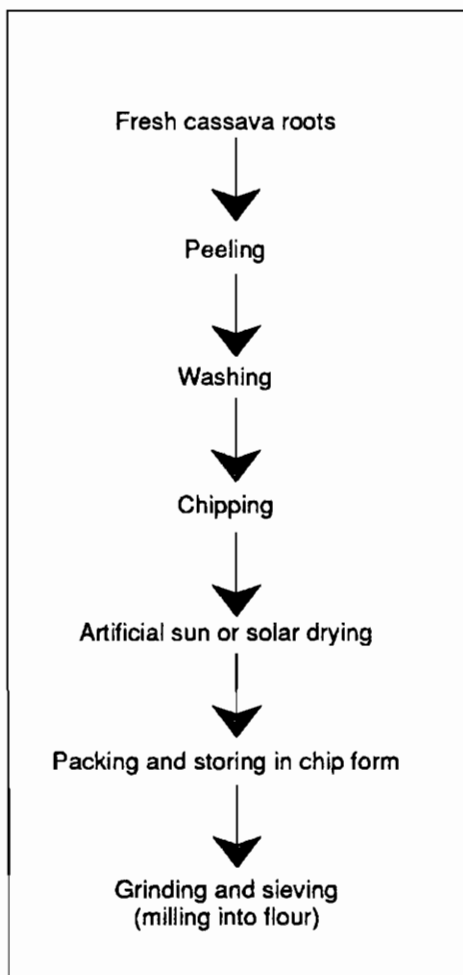 Fresh cassava roots
Peeling
Washing
Chipping
Artificial sun or solar drying
Packing and storing in chip form
Grinding and sieving
(milling into flour)